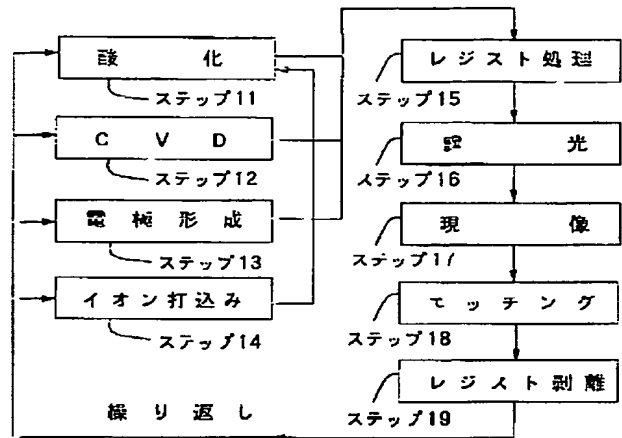 酸化
ステップ11
CVD
ステップ12
電極形成
ステップ13
イオン打込み
ステップ14
繰り返し
レジスト処理
ステップ15
露光
ステップ16
現像
ステップ17
エッチング
ステップ18
レジスト剥離
ステップ19